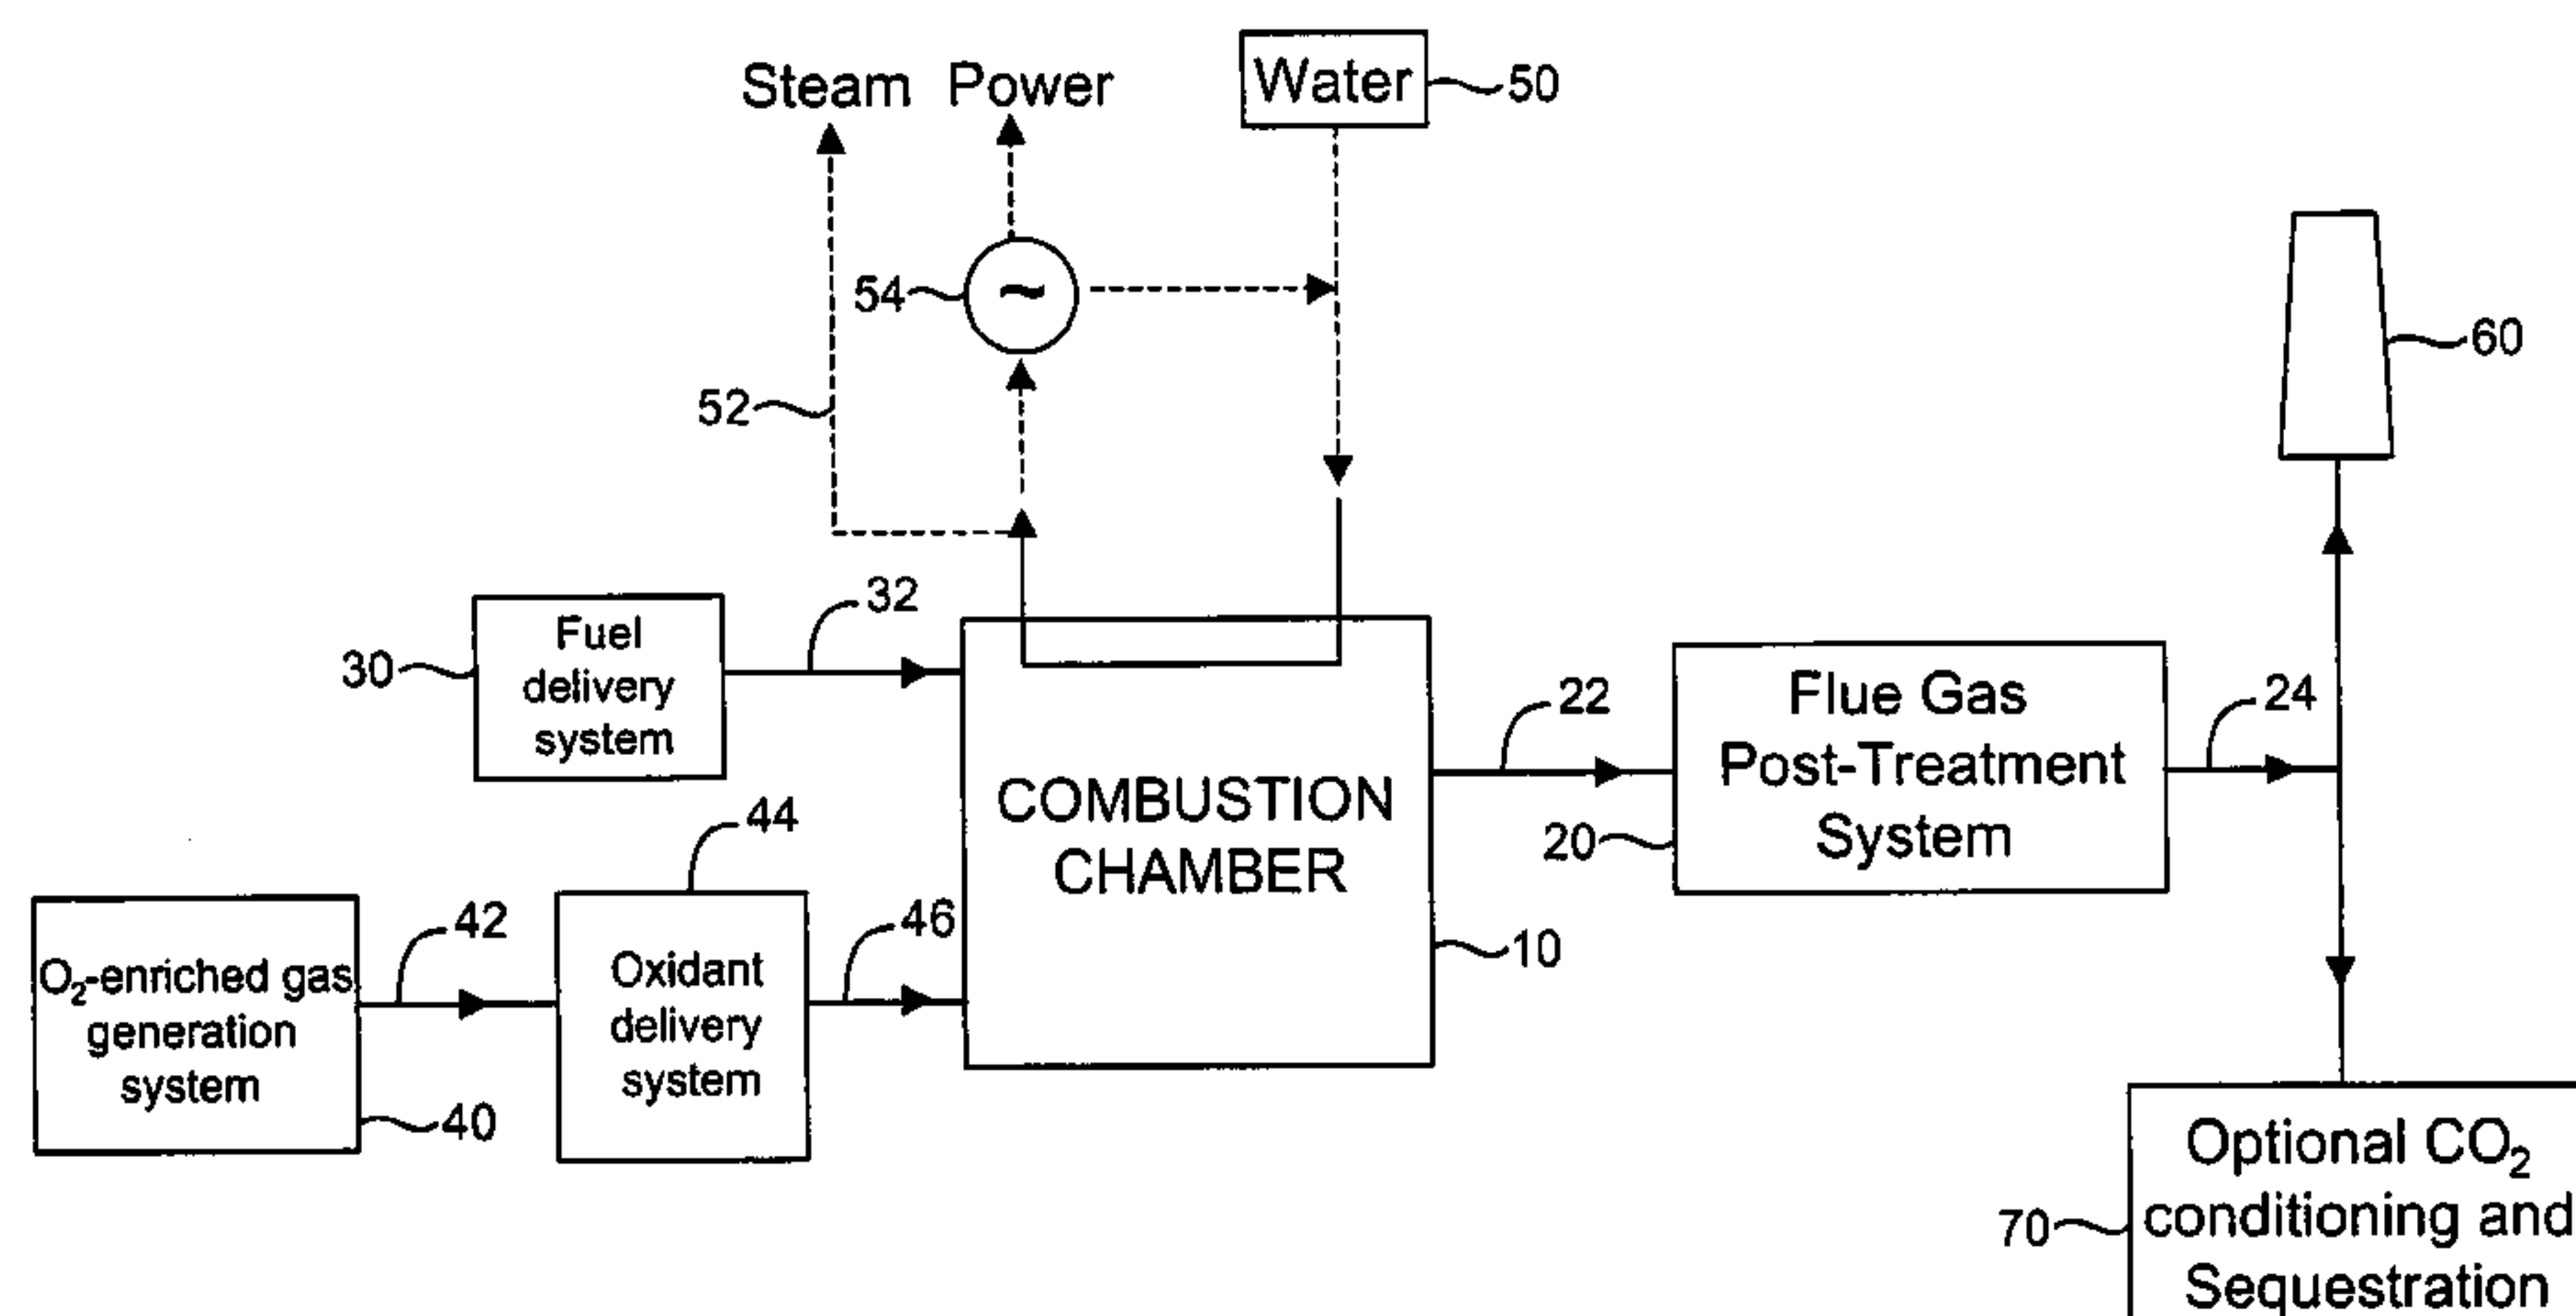 Steam Power
Water
50
54
60
52
32
Fuel
delivery
system
30
22
Flue Gas
Post-Treatment
System
24
20
COMBUSTION
CHAMBER
44
42
46
10
O₂-enriched gas
generation
system
40
Oxidant
delivery
system
Optional CO₂
conditioning and
Sequestration
70
~